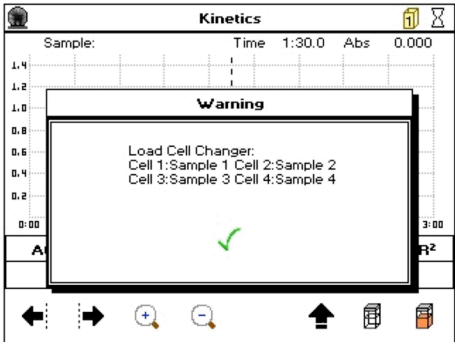 Kinetics
1
Sample: Time 1:30.0 Abs 0.000
1.4
1.2
1.0
0.8
0.6
0.4
0.2
0:00 3:00
Warning
Load Cell Changer:
Cell 1:Sample 1 Cell 2:Sample 2
Cell 3:Sample 3 Cell 4:Sample 4
R²